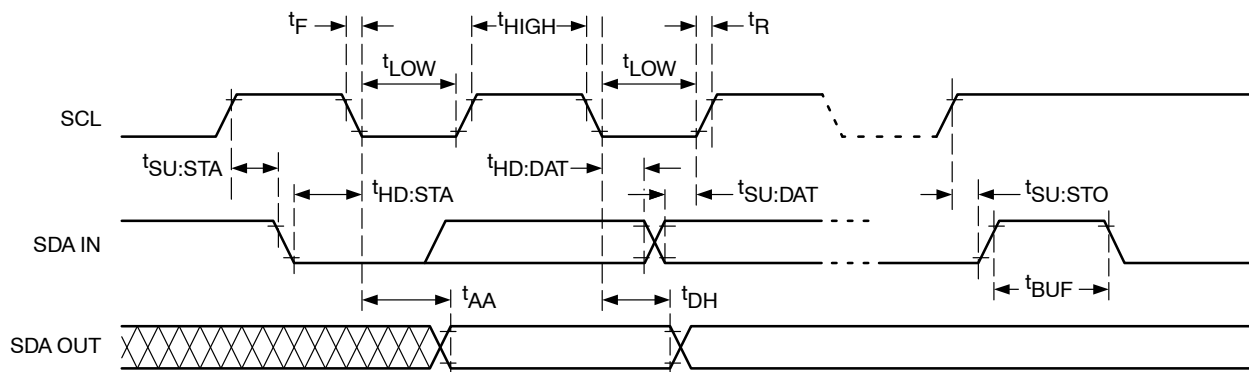 tF
tHIGH
tR
tLOW
tLOW
SCL
tSU:STA
tHD:STA
tHD:DAT
tSU:DAT
tSU:STO
SDA IN
tBUF
tAA
tDH
SDA OUT